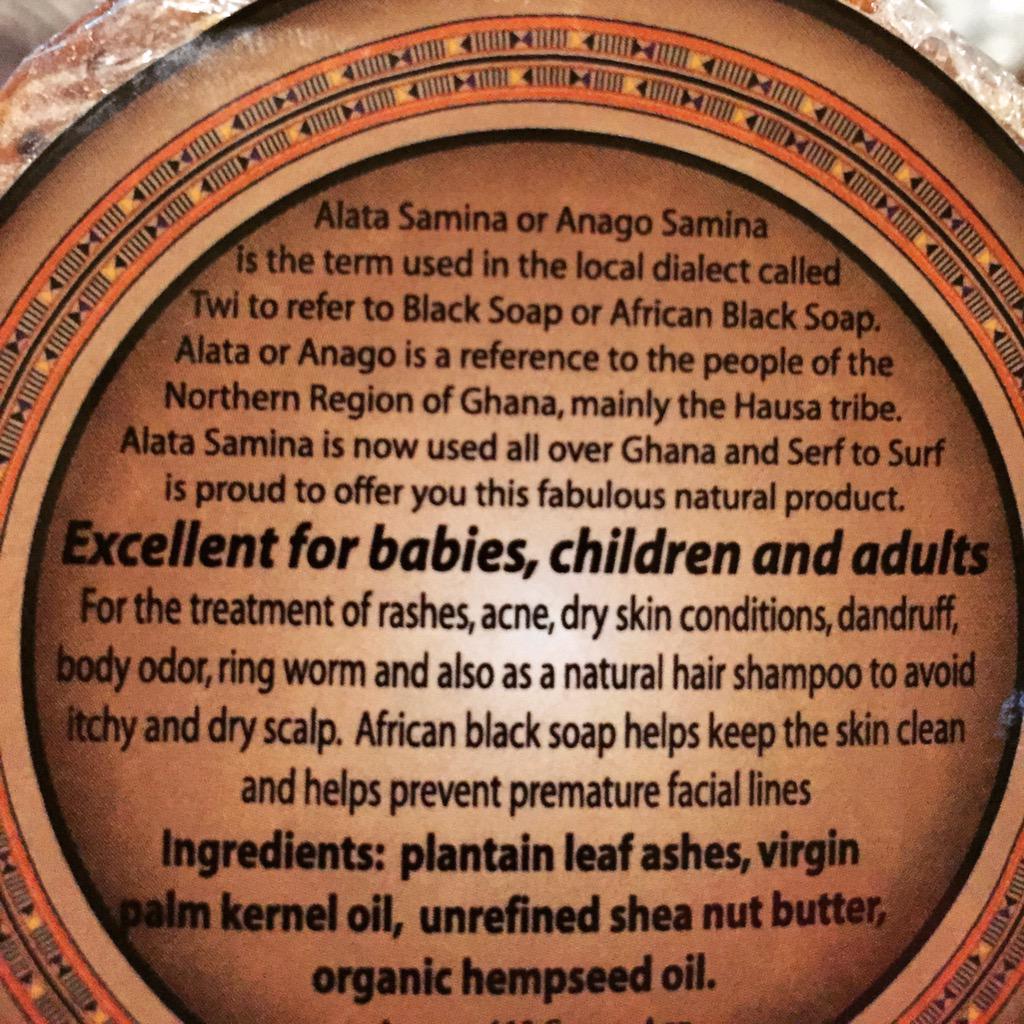 Alata Samina or Anago Samina
is the term used in the local dialect called
Twi to refer to Black Soap or African Black Soap.
Alata or Anago is a reference to the people of the
Northern Region of Ghana, mainly the Hausa tribe.
Alata Samina is now used all over Ghana and Serf to Surf
is proud to offer you this fabulous natural product.
Excellent for babies, children and adults
For the treatment of rashes, acne, dry skin conditions, dandruff,
body odor, ring worm and also as a natural hair shampoo to avoid
itchy and dry scalp. African black soap helps keep the skin clean
and helps prevent premature facial lines
Ingredients: plantain leaf ashes, virgin
palm kernel oil, unrefined shea nut butter,
organic hempseed oil.